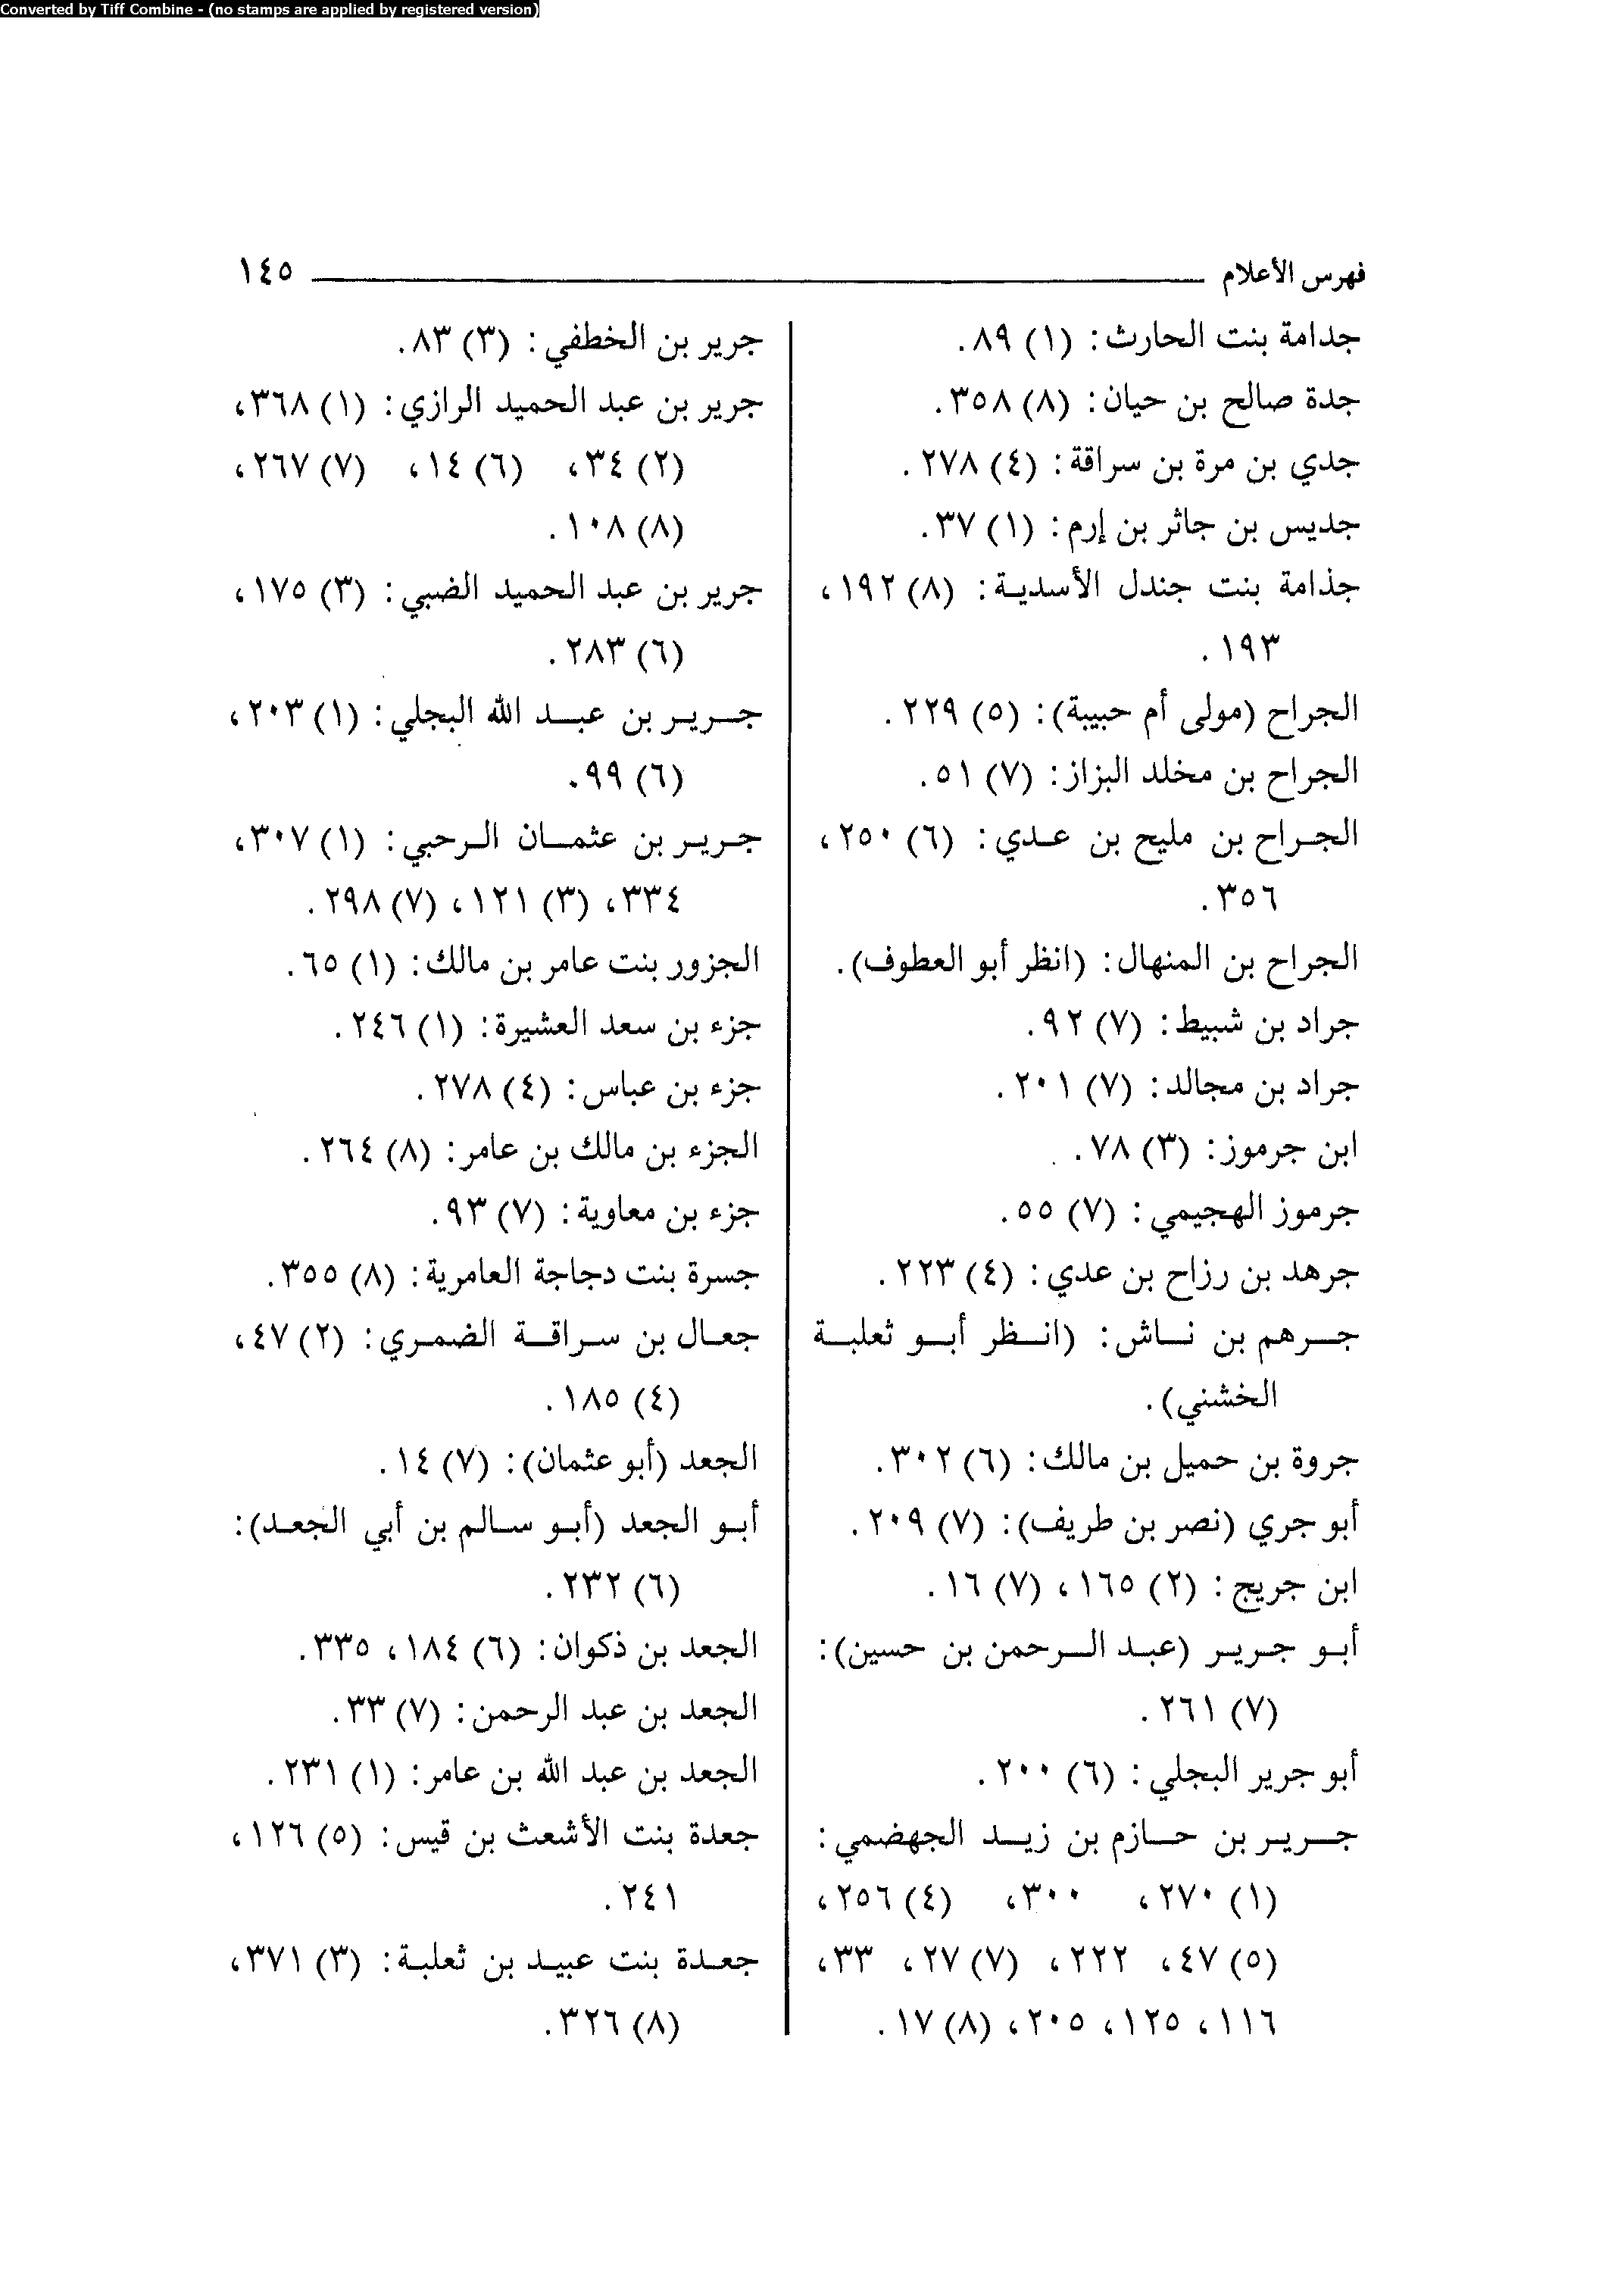 Converted by Tiff Combine - (no stamps are applied by registered version)
فهرس الأعلام ١٤٥
جدامة بنت الحارث: (١) ٨٩.
جدة صالح بن حيان: (٨) ٣٥٨.
جدي بن مرة بن سراقة: (٤) ٢٧٨.
جديس بن جاثر بن إرم: (١) ٣٧.
جذامة بنت جندل الأسدية: (٨) ١٩٢،
١٩٣.
الجراح (مولى أم حبيبة): (٥) ٢٢٩.
الجراح بن مخلد البزاز: (٧) ٥١.
الجراح بن مليح بن عدي: (٦) ٢٥٠،
٣٥٦.
الجراح بن المنهال: (انظر أبو العطوف).
جراد بن شبيط: (٧) ٩٢.
جراد بن مجالد: (٧) ٢٠١.
ابن جرموز: (٣) ٧٨.
جرموز الهجيمي: (٧) ٥٥.
جرهد بن رزاح بن عدي: (٤) ٢٢٣.
جرهم بن ناش: (انظر أبو ثعلبة
الخشني).
جروة بن حميل بن مالك: (٦) ٣٠٢.
أبو جري (نصر بن طريف): (٧) ٢٠٩.
ابن جريج: (٢) ١٦٥، (٧) ١٦.
أبو جرير (عبد الرحمن بن حسين):
(٧) ٢٦١.
أبو جرير البجلي: (٦) ٢٠٠.
جرير بن حازم بن زيد الجهضمي:
(١) ٢٧٠، ٣٠٠، (٤) ٢٥٦،
(٥) ٤٧، ٢٢٢، (٧) ٢٧، ٣٣،
١١٦، ١٢٥، ٢٠٥، (٨) ١٧.
جرير بن الخطفي: (٣) ٨٣.
جرير بن عبد الحميد الرازي: (١) ٣٦٨،
(٢) ٣٤، (٦) ١٤، (٧) ٢٦٧،
(٨) ١٠٨.
جرير بن عبد الحميد الضبي: (٣) ١٧٥،
(٦) ٢٨٣.
جرير بن عبد الله البجلي: (١) ٢٠٣،
(٦) ٩٩.
جرير بن عثمان الرحبي: (١) ٣٠٧،
٣٣٤، (٣) ١٢١، (٧) ٢٩٨.
الجزور بنت عامر بن مالك: (١) ٦٥.
جزء بن سعد العشيرة: (١) ٢٤٦.
جزء بن عباس: (٤) ٢٧٨.
الجزء بن مالك بن عامر: (٨) ٢٦٤.
جزء بن معاوية: (٧) ٩٣.
جسرة بنت دجاجة العامرية: (٨) ٣٥٥.
جعال بن سراقة الضمري: (٢) ٤٧،
(٤) ١٨٥.
الجعد (أبو عثمان): (٧) ١٤.
أبو الجعد (أبو سالم بن أبي الجعد):
(٦) ٢٣٢.
الجعد بن ذكوان: (٦) ١٨٤، ٣٣٥.
الجعد بن عبد الرحمن: (٧) ٣٣.
الجعد بن عبد الله بن عامر: (١) ٢٣١.
جعدة بنت الأشعث بن قيس: (٥) ١٢٦،
٢٤١.
جعدة بنت عبيد بن ثعلبة: (٣) ٣٧١،
(٨) ٣٢٦.